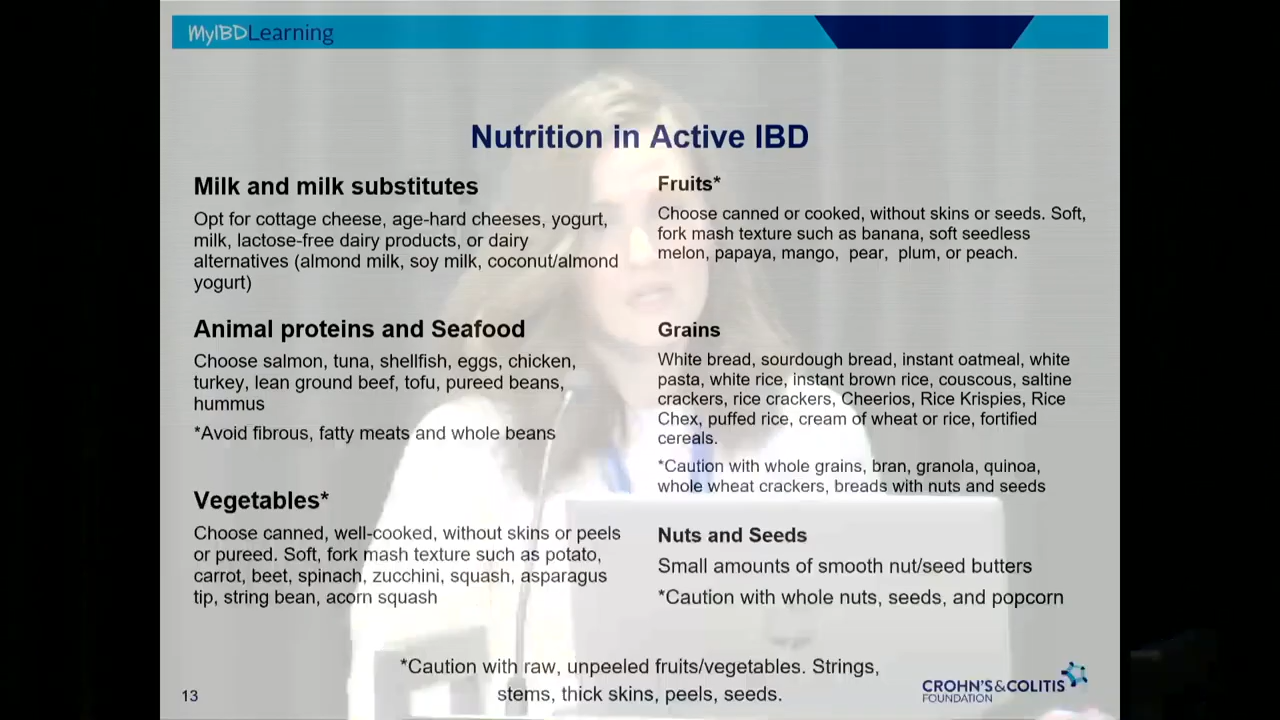 MyIBDLearning
Nutrition in Active IBD
Milk and milk substitutes
Opt for cottage cheese, age-hard cheeses, yogurt,
milk, lactose-free dairy products, or dairy
alternatives (almond milk, soy milk, coconut/almond
yogurt)
Animal proteins and Seafood
Choose salmon, tuna, shellfish, eggs, chicken,
turkey, lean ground beef, tofu, pureed beans,
hummus
*Avoid fibrous, fatty meats and whole beans
Vegetables*
Choose canned, well-cooked, without skins or peels
or pureed. Soft, fork mash texture such as potato,
carrot, beet, spinach, zucchini, squash, asparagus
tip, string bean, acorn squash
Fruits*
Choose canned or cooked, without skins or seeds. Soft,
fork mash texture such as banana, soft seedless
melon, papaya, mango, pear, plum, or peach.
Grains
White bread, sourdough bread, instant oatmeal, white
pasta, white rice, instant brown rice, couscous, saltine
crackers, rice crackers, Cheerios, Rice Krispies, Rice
Chex, puffed rice, cream of wheat or rice, fortified
cereals.
*Caution with whole grains, bran, granola, quinoa,
whole wheat crackers, breads with nuts and seeds
Nuts and Seeds
Small amounts of smooth nut/seed butters
*Caution with whole nuts, seeds, and popcorn
*Caution with raw, unpeeled fruits/vegetables. Strings,
stems, thick skins, peels, seeds.
13
CROHN'S&COLITIS
FOUNDATION